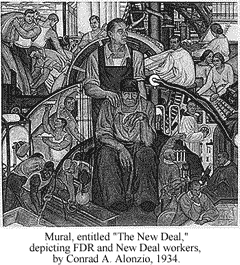 Mural, entitled "The New Deal,"
depicting FDR and New Deal workers,
by Conrad A. Alonzio, 1934.